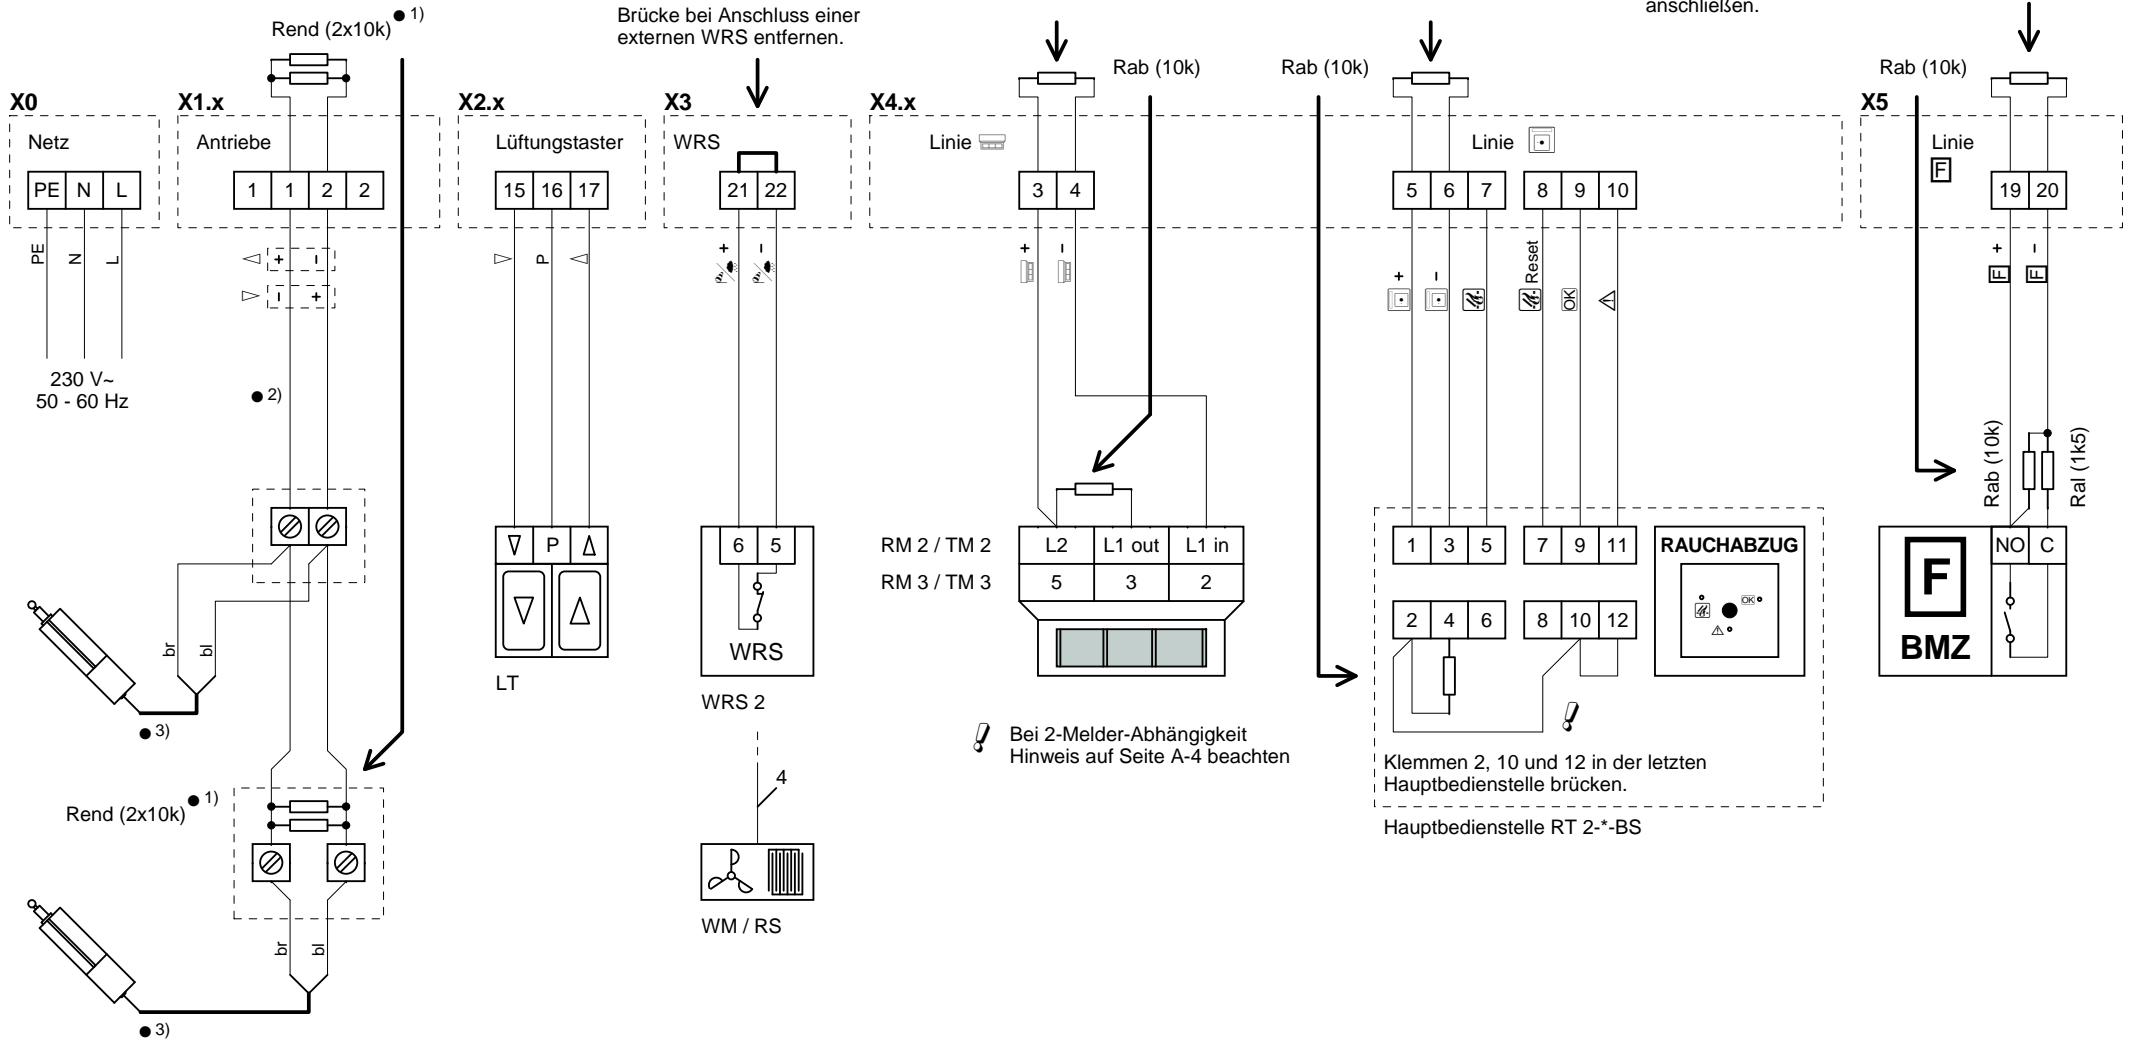 Rend (2x10k) ● 1)
Brücke bei Anschluss einer
externen WRS entfernen.
anschließen.
Rab (10k)
Rab (10k)
Rab (10k)
X0
X1.x
X2.x
X3
X4.x
X5
Netz
Antriebe
Lüftungstaster
WRS
Linie
Linie
Linie
F
PE N L
1 1 2 2
15 16 17
21 22
3 4
5 6 7
8 9 10
19 20
PE N L
+ -
- +
P
+ -
+ -
+ -
Reset
OK
+ -
F F
230 V~
50 - 60 Hz
● 2)
Rab (10k)
Ral (1k5)
P
6 5
WRS
RM 2 / TM 2
L2 L1 out L1 in
RM 3 / TM 3
5 3 2
1 3 5
7 9 11
2 4 6
8 10 12
RAUCHABZUG
OK
NO C
F
BMZ
br bl
LT
WRS 2
● 3)
Bei 2-Melder-Abhängigkeit
Hinweis auf Seite A-4 beachten
Klemmen 2, 10 und 12 in der letzten
Hauptbedienstelle brücken.
Hauptbedienstelle RT 2-*-BS
4
Rend (2x10k) ● 1)
WM / RS
br bl
● 3)